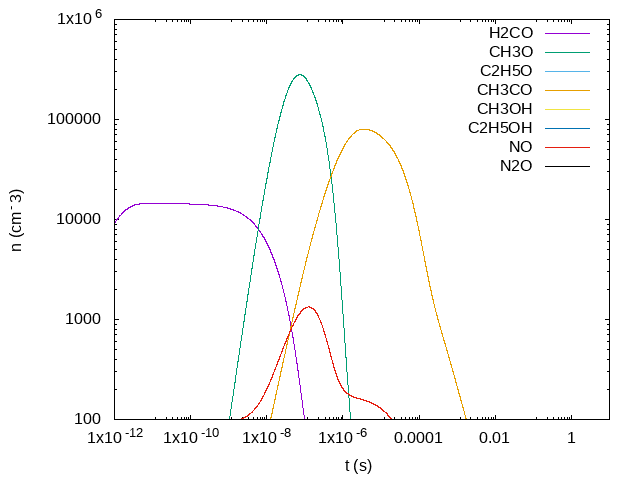 1x10^6
100000
10000
1000
100
n (cm^-3)
H2CO
CH3O
C2H5O
CH3CO
CH3OH
C2H5OH
NO
N2O
1x10^-12 1x10^-10 1x10^-8 1x10^-6 0.0001 0.01 1
t (s)